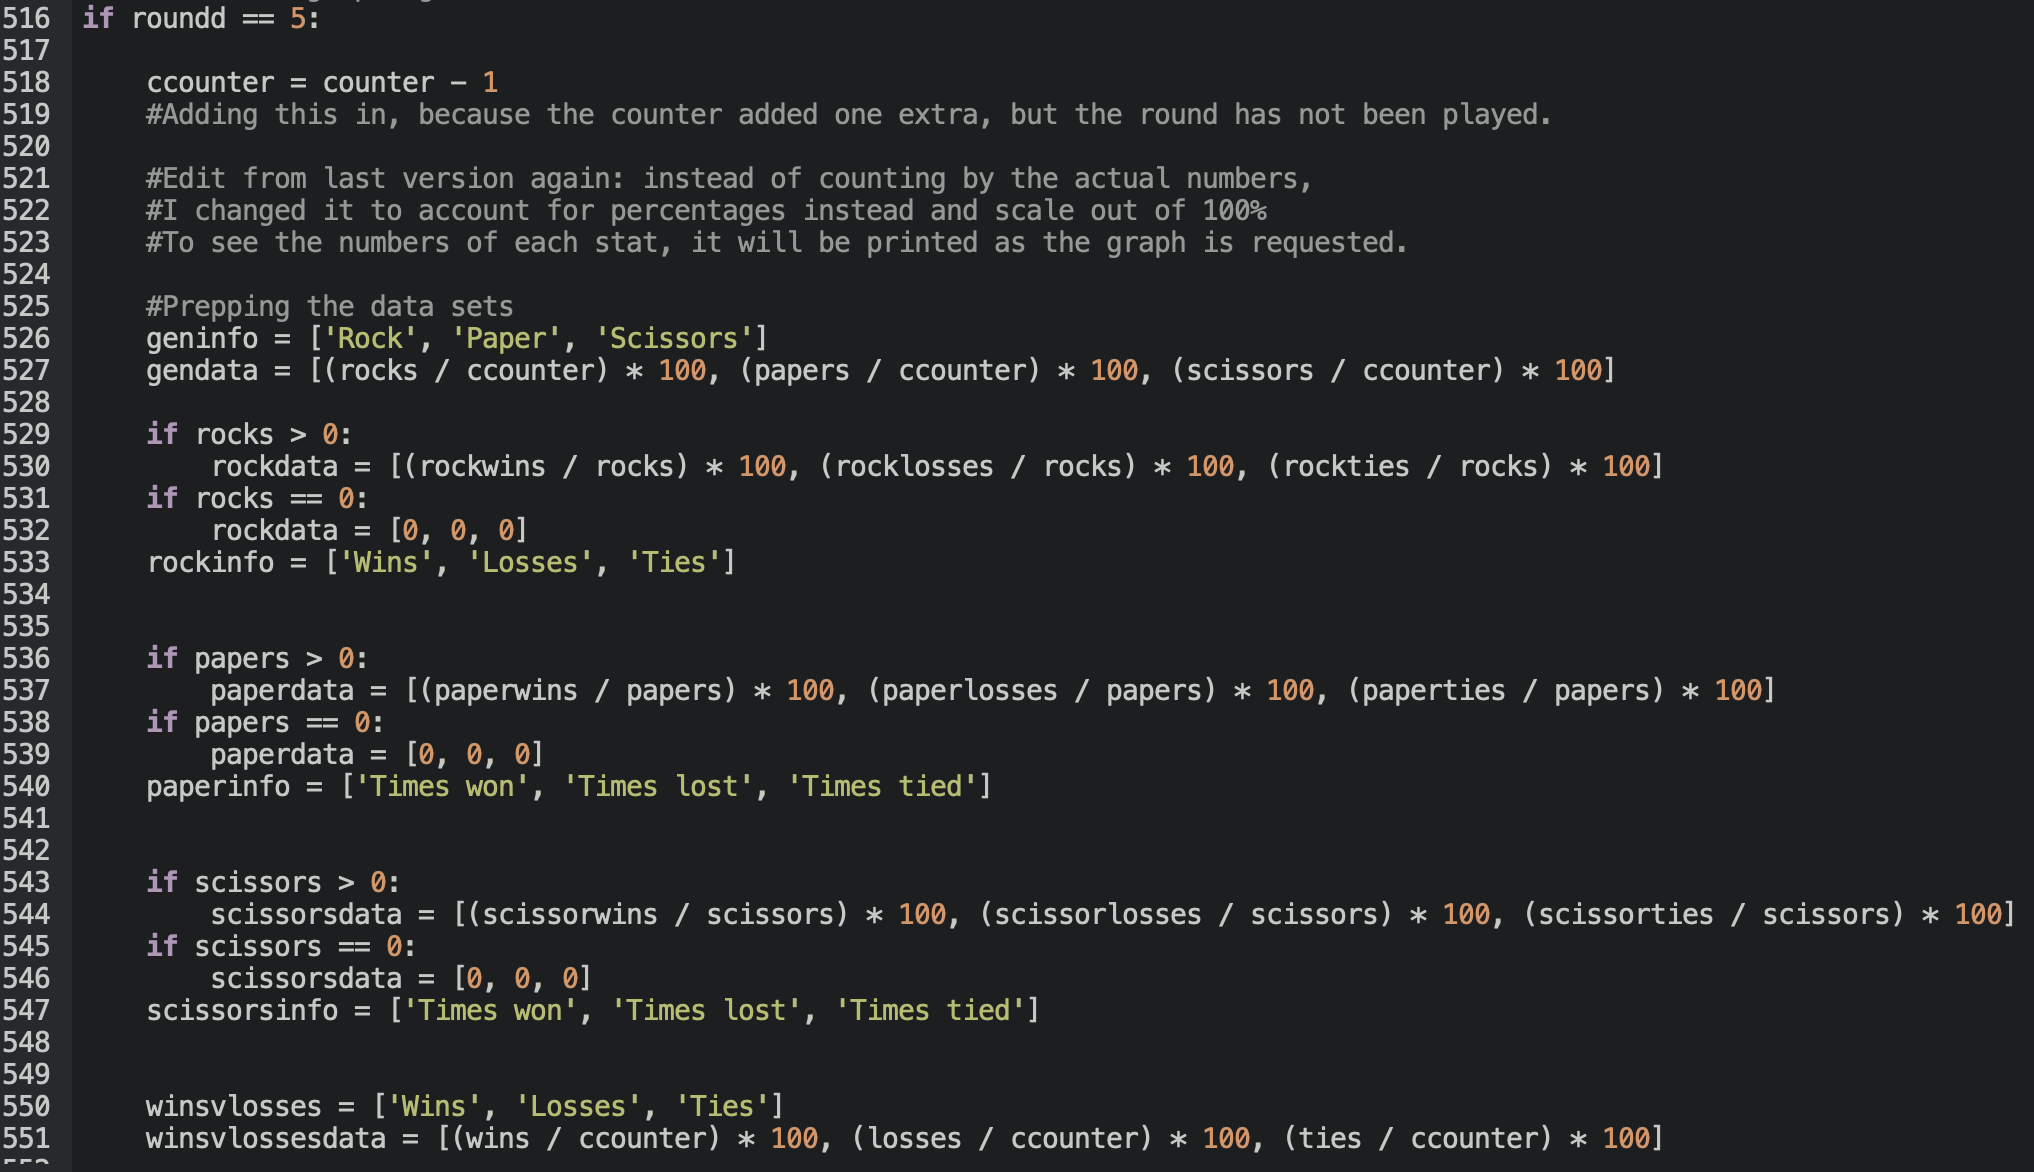 516 if roundd == 5:
517
518     ccounter = counter - 1
519     #Adding this in, because the counter added one extra, but the round has not been played.
520
521     #Edit from last version again: instead of counting by the actual numbers,
522     #I changed it to account for percentages instead and scale out of 100%
523     #To see the numbers of each stat, it will be printed as the graph is requested.
524
525     #Prepping the data sets
526     geninfo = ['Rock', 'Paper', 'Scissors']
527     gendata = [(rocks / ccounter) * 100, (papers / ccounter) * 100, (scissors / ccounter) * 100]
528
529     if rocks > 0:
530         rockdata = [(rockwins / rocks) * 100, (rocklosses / rocks) * 100, (rockties / rocks) * 100]
531     if rocks == 0:
532         rockdata = [0, 0, 0]
533     rockinfo = ['Wins', 'Losses', 'Ties']
534
535
536     if papers > 0:
537         paperdata = [(paperwins / papers) * 100, (paperlosses / papers) * 100, (paperties / papers) * 100]
538     if papers == 0:
539         paperdata = [0, 0, 0]
540     paperinfo = ['Times won', 'Times lost', 'Times tied']
541
542
543     if scissors > 0:
544         scissorsdata = [(scissorwins / scissors) * 100, (scissorlosses / scissors) * 100, (scissorties / scissors) * 100]
545     if scissors == 0:
546         scissorsdata = [0, 0, 0]
547     scissorsinfo = ['Times won', 'Times lost', 'Times tied']
548
549
550     winsvlosses = ['Wins', 'Losses', 'Ties']
551     winsvlossesdata = [(wins / ccounter) * 100, (losses / ccounter) * 100, (ties / ccounter) * 100]